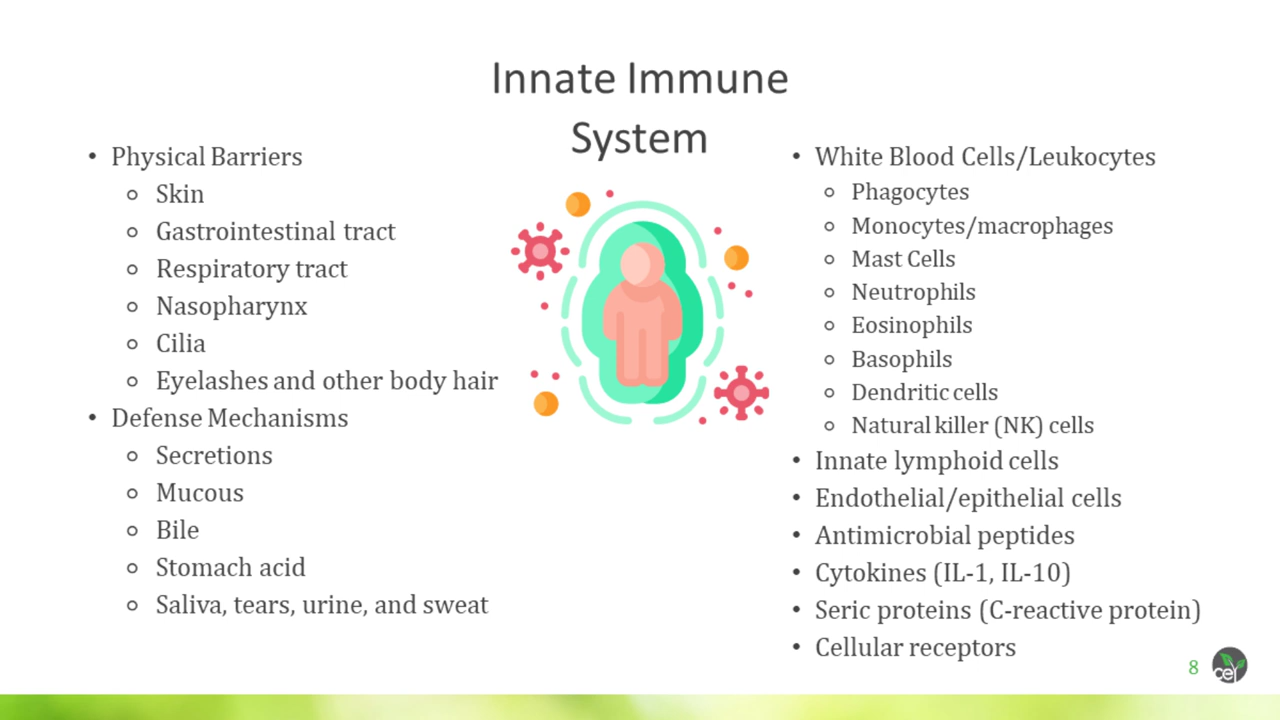 Innate Immune
System
• Physical Barriers
o Skin
o Gastrointestinal tract
o Respiratory tract
o Nasopharynx
o Cilia
o Eyelashes and other body hair
• Defense Mechanisms
o Secretions
o Mucous
o Bile
o Stomach acid
o Saliva, tears, urine, and sweat
• White Blood Cells/Leukocytes
o Phagocytes
o Monocytes/macrophages
o Mast Cells
o Neutrophils
o Eosinophils
o Basophils
o Dendritic cells
o Natural killer (NK) cells
• Innate lymphoid cells
• Endothelial/epithelial cells
• Antimicrobial peptides
• Cytokines (IL-1, IL-10)
• Seric proteins (C-reactive protein)
• Cellular receptors
8
cey